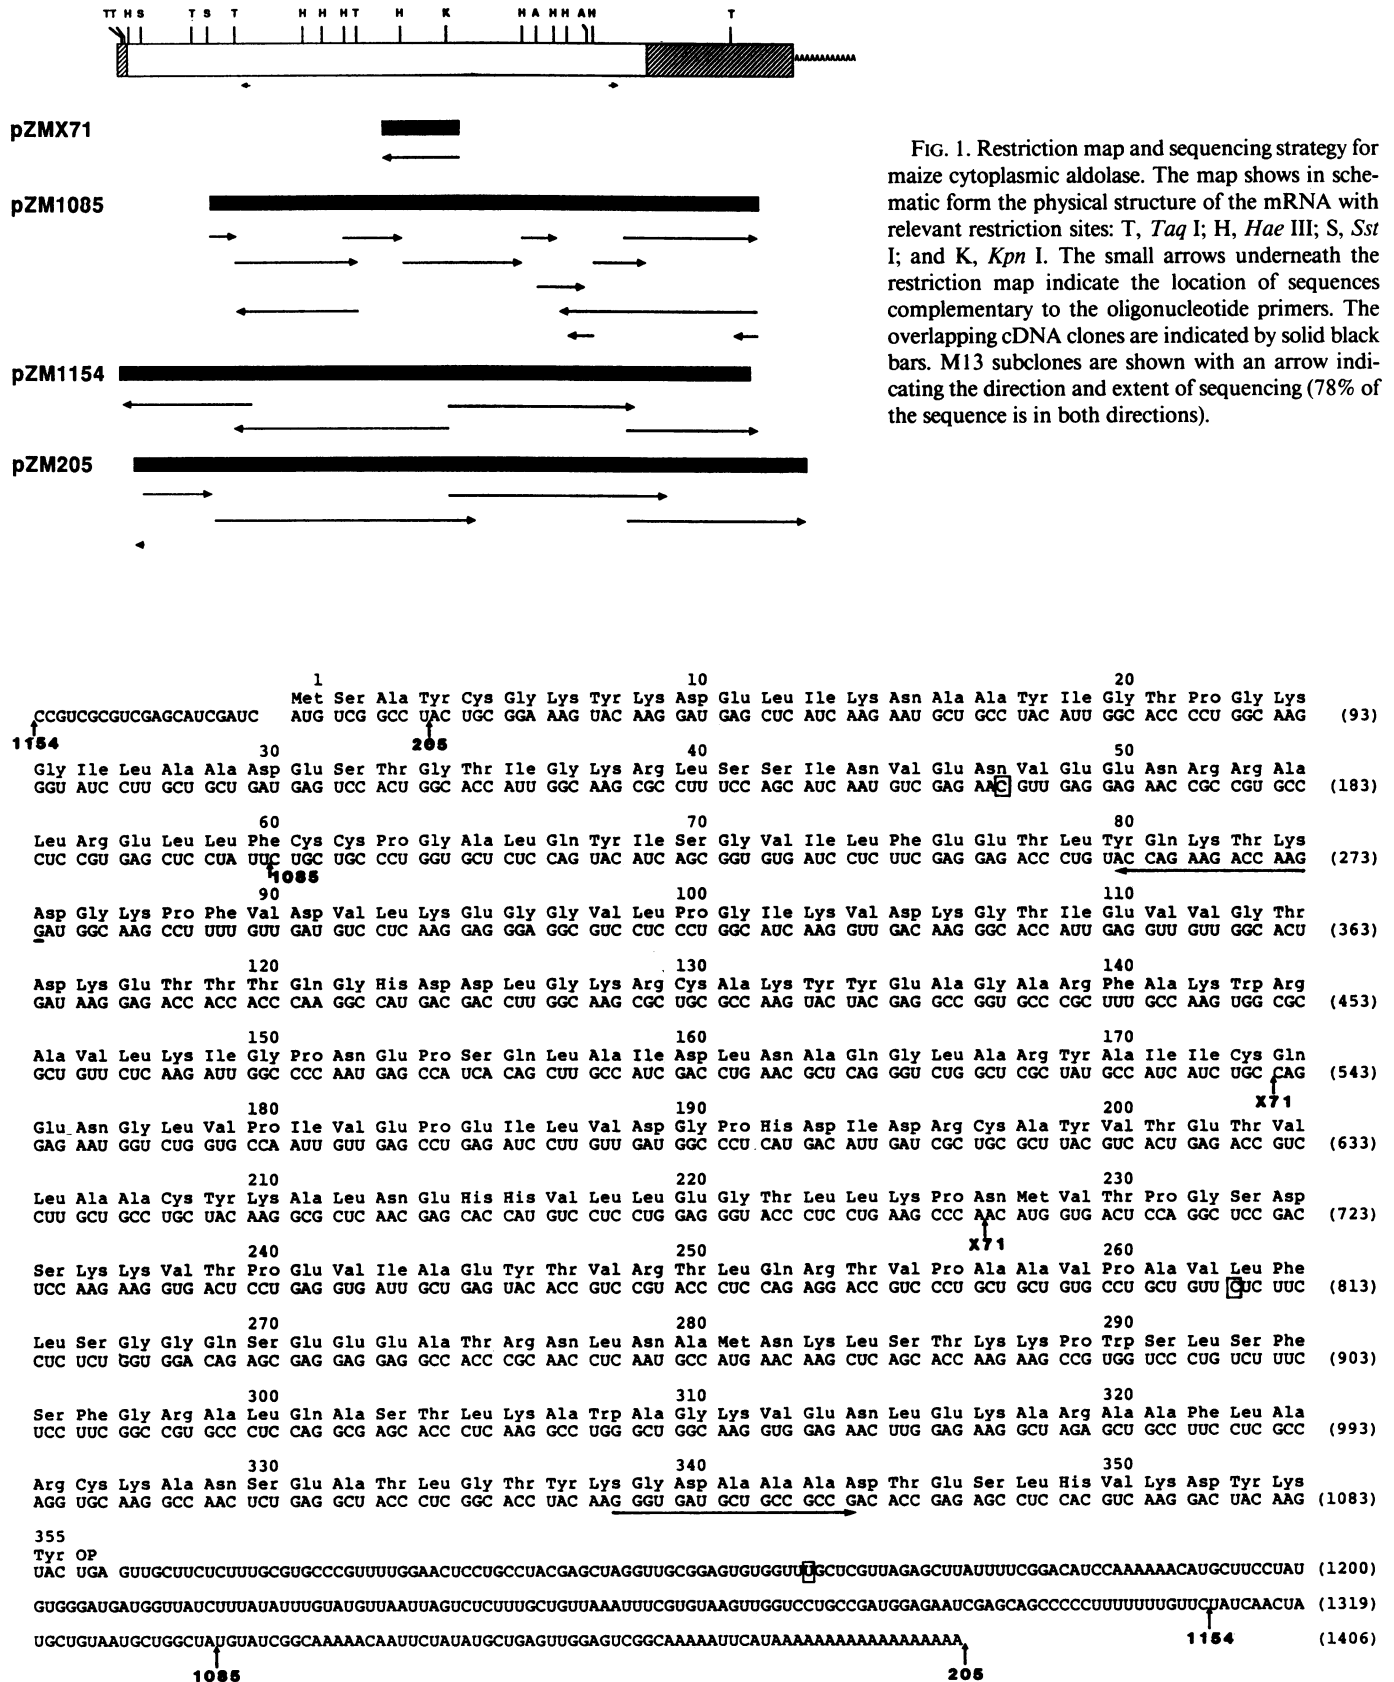 TT H S T S T H H H T H K H A H H A H T
AAAAAAAAAAAA
pZMX71
pZM1085
pZM1154
pZM205
FIG. 1. Restriction map and sequencing strategy for
maize cytoplasmic aldolase. The map shows in sche-
matic form the physical structure of the mRNA with
relevant restriction sites: T, Taq I; H, Hae III; S, Sst
I; and K, Kpn I. The small arrows underneath the
restriction map indicate the location of sequences
complementary to the oligonucleotide primers. The
overlapping cDNA clones are indicated by solid black
bars. M13 subclones are shown with an arrow indi-
cating the direction and extent of sequencing (78% of
the sequence is in both directions).
1 10 20
Met Ser Ala Tyr Cys Gly Lys Tyr Lys Asp Glu Leu Ile Lys Asn Ala Ala Tyr Ile Gly Thr Pro Gly Lys
CCGUCGCGUCGAGCAUCGAUC AUG UCG GCC UAC UGC GGA AAG UAC AAG GAU GAG CUC AUC AAG AAU GCU GCC UAC AUU GGC ACC CCU GGC AAG (93)
1154 205
30 40 50
Gly Ile Leu Ala Ala Asp Glu Ser Thr Gly Thr Ile Gly Lys Arg Leu Ser Ser Ile Asn Val Glu Asn Val Glu Glu Asn Arg Arg Ala
GGU AUC CUU GCU GCU GAU GAG UCC ACU GGC ACC AUU GGC AAG CGC CUU UCC AGC AUC AAU GUC GAG AAC GUU GAG GAG AAC CGC CGU GCC (183)
60 70 80
Leu Arg Glu Leu Leu Phe Cys Cys Pro Gly Ala Leu Gln Tyr Ile Ser Gly Val Ile Leu Phe Glu Glu Thr Leu Tyr Gln Lys Thr Lys
CUC CGU GAG CUC CUA UUC UGC UGC CCU GGU GCU CUC CAG UAC AUC AGC GGU GUG AUC CUC UUC GAG GAG ACC CUG UAC CAG AAG ACC AAG (273)
1085
90 100 110
Asp Gly Lys Pro Phe Val Asp Val Leu Lys Glu Gly Gly Val Leu Pro Gly Ile Lys Val Asp Lys Gly Thr Ile Glu Val Val Gly Thr
GAU GGC AAG CCU UUU GUU GAU GUC CUC AAG GAG GGA GGC GUC CUC CCU GGC AUC AAG GUU GAC AAG GGC ACC AUU GAG GUU GUU GGC ACU (363)
120 130 140
Asp Lys Glu Thr Thr Thr Gln Gly His Asp Asp Leu Gly Lys Arg Cys Ala Lys Tyr Tyr Glu Ala Gly Ala Arg Phe Ala Lys Trp Arg
GAU AAG GAG ACC ACC ACC CAA GGC CAU GAC GAC CUU GGC AAG CGC UGC GCC AAG UAC UAC GAG GCC GGU GCC CGC UUU GCC AAG UGG CGC (453)
150 160 170
Ala Val Leu Lys Ile Gly Pro Asn Glu Pro Ser Gln Leu Ala Ile Asp Leu Asn Ala Gln Gly Leu Ala Arg Tyr Ala Ile Ile Cys Gln
GCU GUU CUC AAG AUU GGC CCC AAU GAG CCA UCA CAG CUU GCC AUC GAC CUG AAC GCU CAG GGU CUG GCU CGC UAU GCC AUC AUC UGC CAG (543)
X71
180 190 200
Glu Asn Gly Leu Val Pro Ile Val Glu Pro Glu Ile Leu Val Asp Gly Pro His Asp Ile Asp Arg Cys Ala Tyr Val Thr Glu Thr Val
GAG AAU GGU CUG GUG CCA AUU GUU GAG CCU GAG AUC CUU GUU GAU GGC CCU CAU GAC AUU GAU CGC UGC GCU UAC GUC ACU GAG ACC GUC (633)
210 220 230
Leu Ala Ala Cys Tyr Lys Ala Leu Asn Glu His His Val Leu Leu Glu Gly Thr Leu Leu Lys Pro Asn Met Val Thr Pro Gly Ser Asp
CUU GCU GCC UGC UAC AAG GCG CUC AAC GAG CAC CAU GUC CUC CUG GAG GGU ACC CUC CUG AAG CCC AAC AUG GUG ACU CCA GGC UCC GAC (723)
X71
240 250 260
Ser Lys Lys Val Thr Pro Glu Val Ile Ala Glu Tyr Thr Val Arg Thr Leu Gln Arg Thr Val Pro Ala Ala Val Pro Ala Val Leu Phe
UCC AAG AAG GUG ACU CCU GAG GUG AUU GCU GAG UAC ACC GUC CGU ACC CUC CAG AGG ACC GUC CCU GCU GCU GUG CCU GCU GUU CUC UUC (813)
270 280 290
Leu Ser Gly Gly Gln Ser Glu Glu Glu Ala Thr Arg Asn Leu Asn Ala Met Asn Lys Leu Ser Thr Lys Lys Pro Trp Ser Leu Ser Phe
CUC UCU GGU GGA CAG AGC GAG GAG GAG GCC ACC CGC AAC CUC AAU GCC AUG AAC AAG CUC AGC ACC AAG AAG CCG UGG UCC CUG UCU UUC (903)
300 310 320
Ser Phe Gly Arg Ala Leu Gln Ala Ser Thr Leu Lys Ala Trp Ala Gly Lys Val Glu Asn Leu Glu Lys Ala Arg Ala Ala Phe Leu Ala
UCC UUC GGC CGU GCC CUC CAG GCG AGC ACC CUC AAG GCC UGG GCU GGC AAG GUG GAG AAC UUG GAG AAG GCU AGA GCU GCC UUC CUC GCC (993)
330 340 350
Arg Cys Lys Ala Asn Ser Glu Ala Thr Leu Gly Thr Tyr Lys Gly Asp Ala Ala Ala Asp Thr Glu Ser Leu His Val Lys Asp Tyr Lys
AGG UGC AAG GCC AAC UCU GAG GCU ACC CUC GGC ACC UAC AAG GGU GAU GCU GCC GCC GAC ACC GAG AGC CUC CAC GUC AAG GAC UAC AAG (1083)
355
Tyr OP
UAC UGA GUUGCUUCUCUUUGCGUGCCCGUUUUGGAACUCCUGCCUACGAGCUAGGUUGCGGAGUGUGGUUUGCUCGUUAGAGCUUAUUUUCGGACAUCCAAAAAACAUGCUUCCUAU (1200)
GUGGGAUGAUGGUUAUCUUUAUAUUUGUAUGUUAAUUAGUCUCUUUGCUGUUAAAUUUCGUGUAAGUUGGUCCUGCCGAUGGAGAAUCGAGCAGCCCCCUUUUUUUGUUCUAUCAACUA (1319)
1154
UGCUGUAAUGCUGGCUAUGUAUCGGCAAAAACAAUUCUAUAUGCUGAGUUGGAGUCGGCAAAAAUUCAUAAAAAAAAAAAAAAAAAA (1406)
1085 205